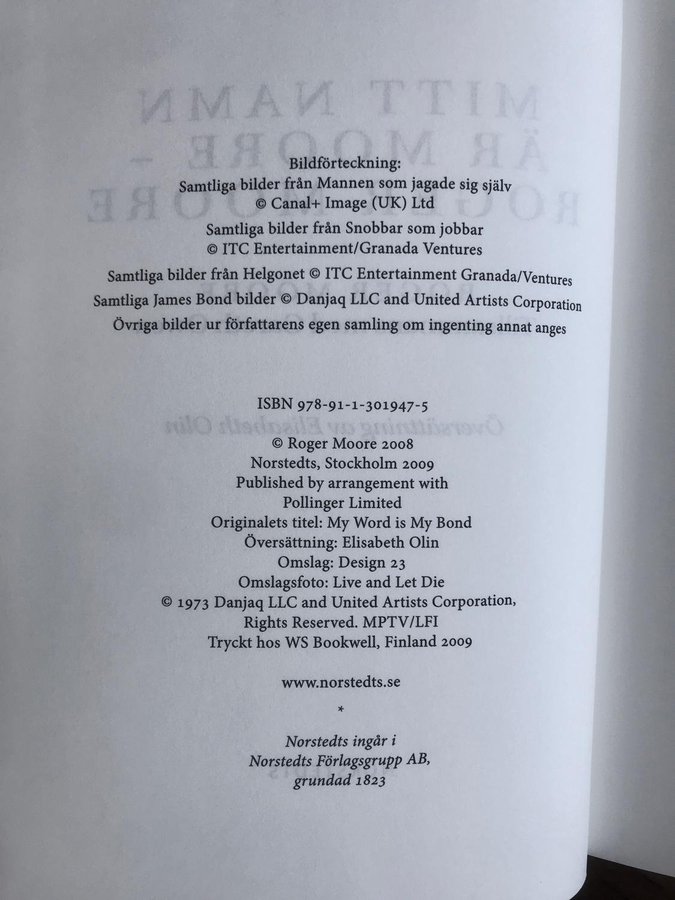 Bildförteckning:
Samtliga bilder från Mannen som jagade sig själv
© Canal+ Image (UK) Ltd
Samtliga bilder från Snobbar som jobbar
© ITC Entertainment/Granada Ventures
Samtliga bilder från Helgonet © ITC Entertainment Granada/Ventures
Samtliga James Bond bilder © Danjaq LLC and United Artists Corporation
Övriga bilder ur författarens egen samling om ingenting annat anges
ISBN 978-91-1-301947-5
© Roger Moore 2008
Norstedts, Stockholm 2009
Published by arrangement with
Pollinger Limited
Originalets titel: My Word is My Bond
Översättning: Elisabeth Olin
Omslag: Design 23
Omslagsfoto: Live and Let Die
© 1973 Danjaq LLC and United Artists Corporation,
Rights Reserved. MPTV/LFI
Tryckt hos WS Bookwell, Finland 2009
www.norstedts.se
*
Norstedts ingår i
Norstedts Förlagsgrupp AB,
grundad 1823